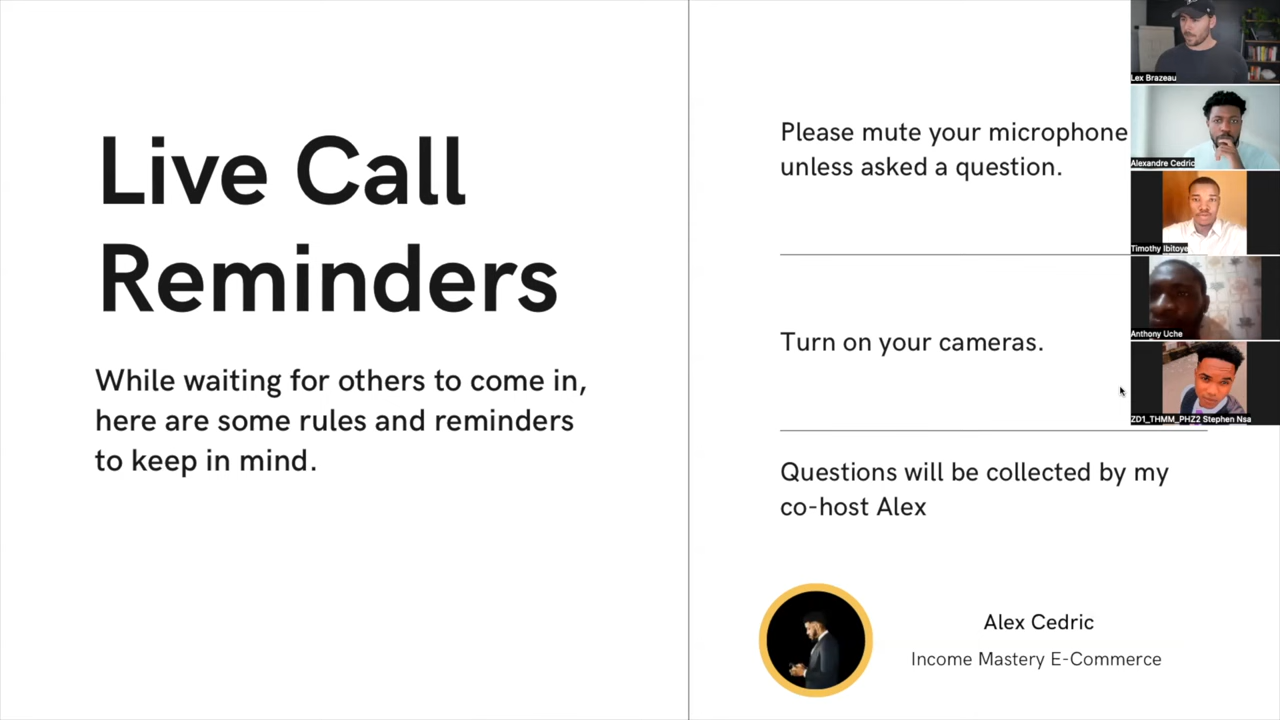 Live Call
Reminders
While waiting for others to come in,
here are some rules and reminders
to keep in mind.
Please mute your microphone
unless asked a question.
Turn on your cameras.
Questions will be collected by my
co-host Alex
Alex Cedric
Income Mastery E-Commerce
Lex Brazeau
Alexandre Cedric
Timothy Ibitoye
Anthony Uche
ZD1_THMM_PHZ2 Stephen Nsa